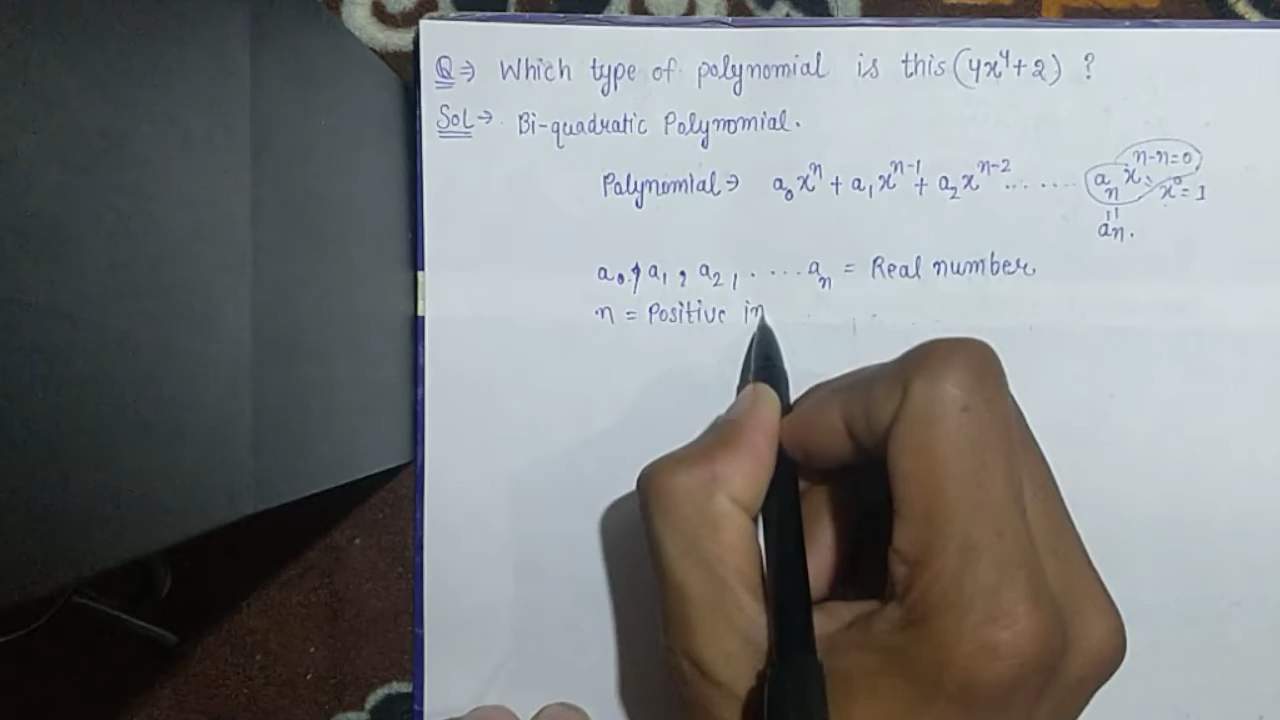 Q⇒ Which type of polynomial is this (4x⁴+2) ?
Sol→ Bi-quadratic Polynomial.
Polynomial⇒ a₀xⁿ + a₁xⁿ⁻¹ + a₂xⁿ⁻² ...... aₙx n-n=0
x⁰=1
||
aₙ.
a₀, a₁, a₂, .... aₙ = Real number
n = Positive in